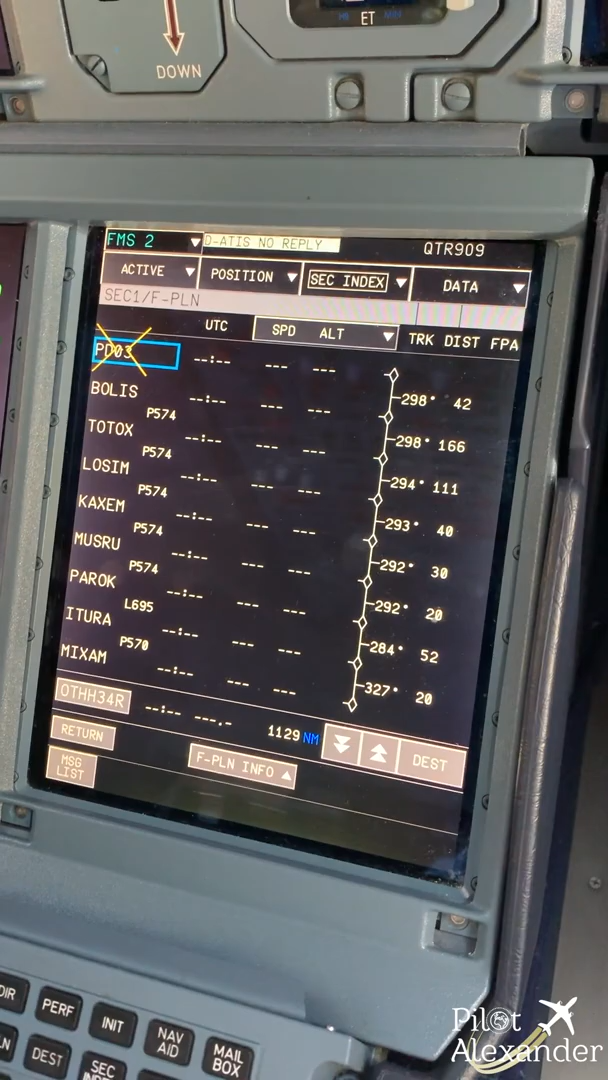 ET
DOWN
FMS 2 D-ATIS NO REPLY QTR909
ACTIVE POSITION SEC INDEX DATA
SEC1/F-PLN
UTC SPD ALT TRK DIST FPA
PD03 --:-- --- ---
298° 42
BOLIS --:-- --- ---
P574 298° 166
TOTOX --:-- --- ---
P574 294° 111
LOSIM --:-- --- ---
P574 293° 40
KAXEM --:-- --- ---
P574 292° 30
MUSRU --:-- --- ---
P574 292° 20
PAROK --:-- --- ---
L695 284° 52
ITURA --:-- --- ---
P570 327° 20
MIXAM --:-- --- ---
OTHH34R --:-- ---.- 1129 NM DEST
RETURN
F-PLN INFO
MSG
LIST
DIR PERF INIT NAV
AID MAIL
BOX
DEST SEC
Pilot
Alexander